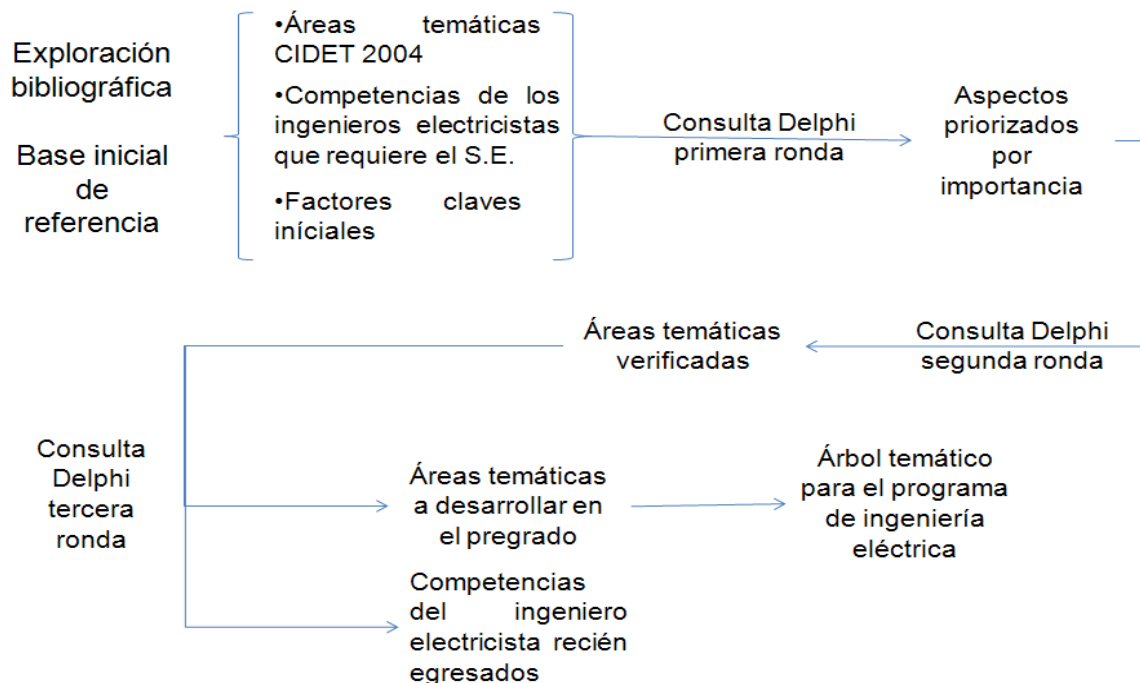 Exploración
bibliográfica
Base inicial
de
referencia
•Áreas temáticas
CIDET 2004
•Competencias de los
ingenieros electricistas
que requiere el S.E.
•Factores claves
iníciales
Consulta Delphi
primera ronda
Aspectos
priorizados
por
importancia
Consulta Delphi
segunda ronda
Áreas temáticas
verificadas
Consulta
Delphi
tercera
ronda
Áreas temáticas
a desarrollar en
el pregrado
Árbol temático
para el programa
de ingeniería
eléctrica
Competencias
del ingeniero
electricista recién
egresados